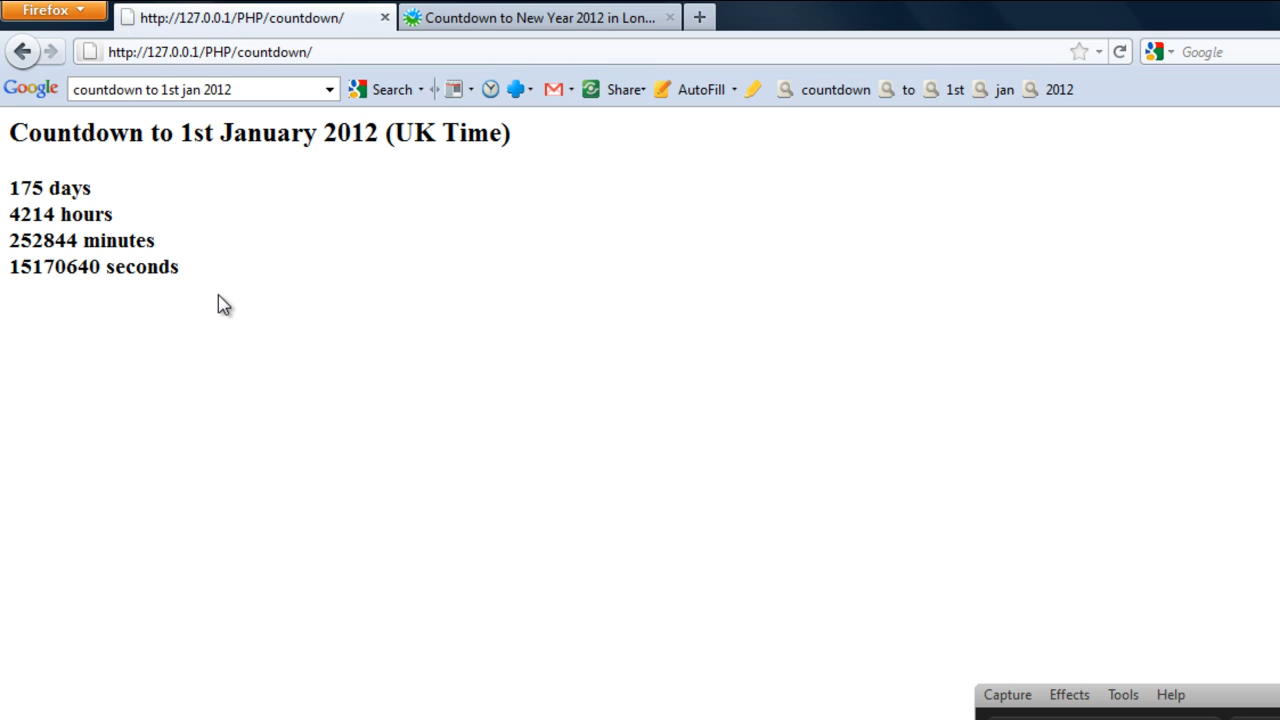 Firefox
http://127.0.0.1/PHP/countdown/
Countdown to New Year 2012 in Lon...
http://127.0.0.1/PHP/countdown/
Google
Google
countdown to 1st jan 2012
Search
Share
AutoFill
countdown
to
1st
jan
2012
Countdown to 1st January 2012 (UK Time)
175 days
4214 hours
252844 minutes
15170640 seconds
Capture Effects Tools Help